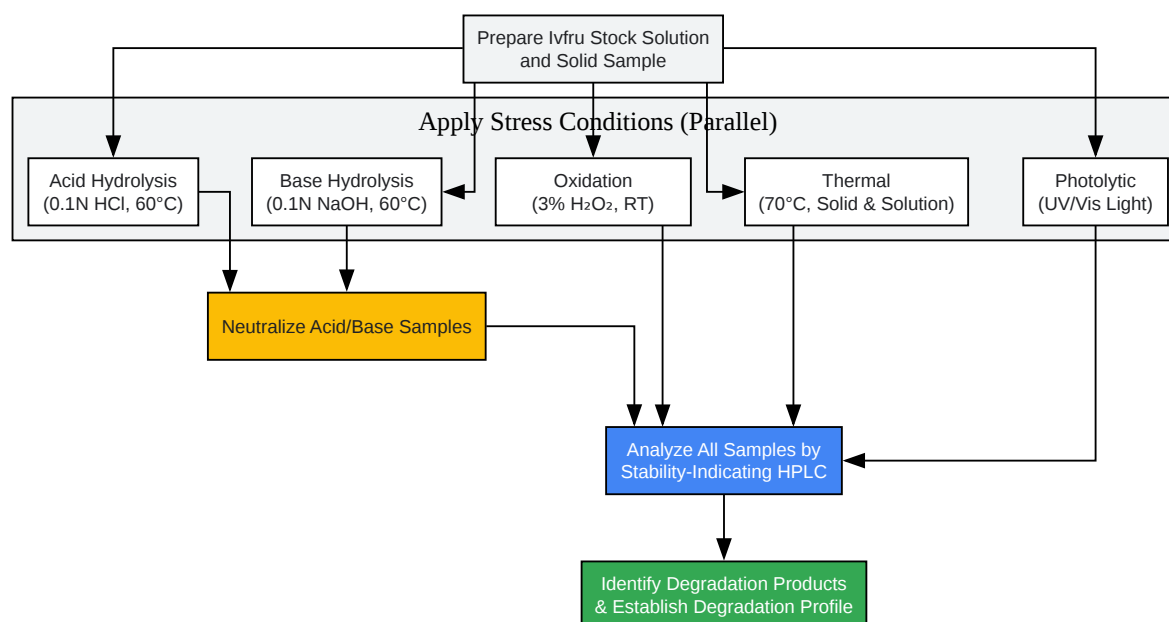 Prepare Ivfru Stock Solution
and Solid Sample
Apply Stress Conditions (Parallel)
Acid Hydrolysis
(0.1N HCl, 60°C)
Base Hydrolysis
(0.1N NaOH, 60°C)
Oxidation
(3% H₂O₂, RT)
Thermal
(70°C, Solid & Solution)
Photolytic
(UV/Vis Light)
Neutralize Acid/Base Samples
Analyze All Samples by
Stability-Indicating HPLC
Identify Degradation Products
& Establish Degradation Profile